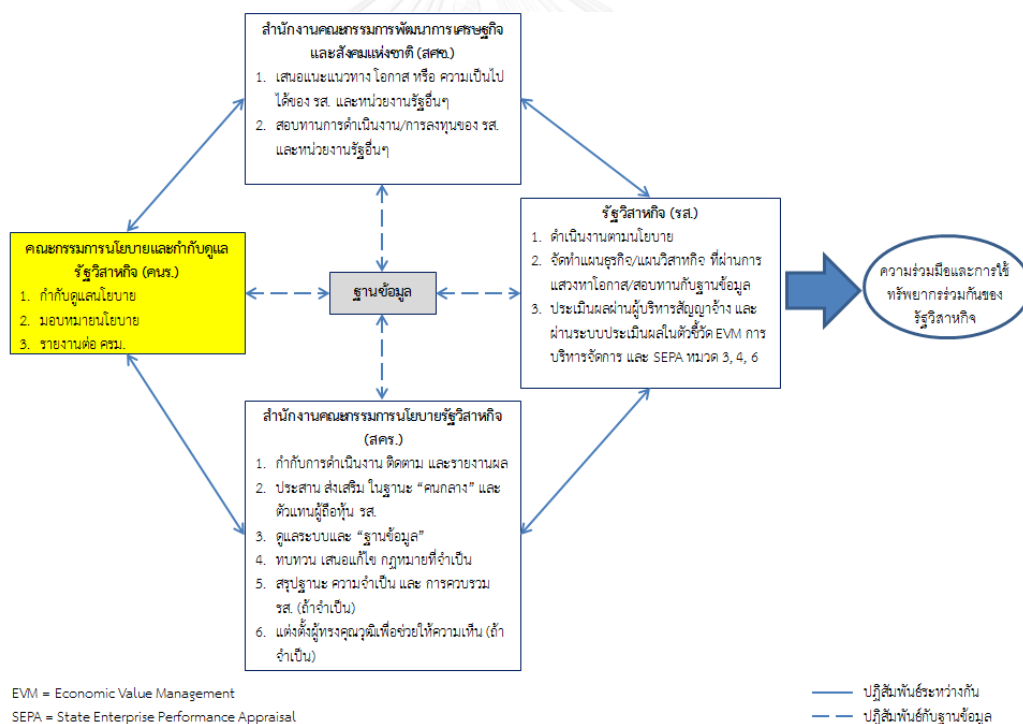 สำนักงานคณะกรรมการพัฒนาการเศรษฐกิจ
และสังคมแห่งชาติ (สศช.)
1. เสนอแนะแนวทาง โอกาส หรือ ความเป็นไป
ได้ของ รส. และหน่วยงานรัฐอื่นๆ
2. สอบทานการดำเนินงาน/การลงทุนของ รส.
และหน่วยงานรัฐอื่นๆ
คณะกรรมการนโยบายและกำกับดูแล
รัฐวิสาหกิจ (คนร.)
1. กำกับดูแลนโยบาย
2. มอบหมายนโยบาย
3. รายงานต่อ ครม.
ฐานข้อมูล
รัฐวิสาหกิจ (รส.)
1. ดำเนินงานตามนโยบาย
2. จัดทำแผนธุรกิจ/แผนวิสาหกิจ ที่ผ่านการ
แสวงหาโอกาส/สอบทานกับฐานข้อมูล
3. ประเมินผลผ่านผู้บริหารสัญญาจ้าง และ
ผ่านระบบประเมินผลในตัวชี้วัด EVM การ
บริหารจัดการ และ SEPA หมวด 3, 4, 6
ความร่วมมือและการใช้
ทรัพยากรร่วมกันของ
รัฐวิสาหกิจ
สำนักงานคณะกรรมการนโยบายรัฐวิสาหกิจ
(สคร.)
1. กำกับการดำเนินงาน ติดตาม และรายงานผล
2. ประสาน ส่งเสริม ในฐานะ “คนกลาง” และ
ตัวแทนผู้ถือหุ้น รส.
3. ดูแลระบบและ “ฐานข้อมูล”
4. ทบทวน เสนอแก้ไข กฎหมายที่จำเป็น
5. สรุปฐานะ ความจำเป็น และ การควบรวม
รส. (ถ้าจำเป็น)
6. แต่งตั้งผู้ทรงคุณวุฒิเพื่อช่วยให้ความเห็น (ถ้า
จำเป็น)
EVM = Economic Value Management
SEPA = State Enterprise Performance Appraisal
ปฏิสัมพันธ์ระหว่างกัน
ปฏิสัมพันธ์กับฐานข้อมูล